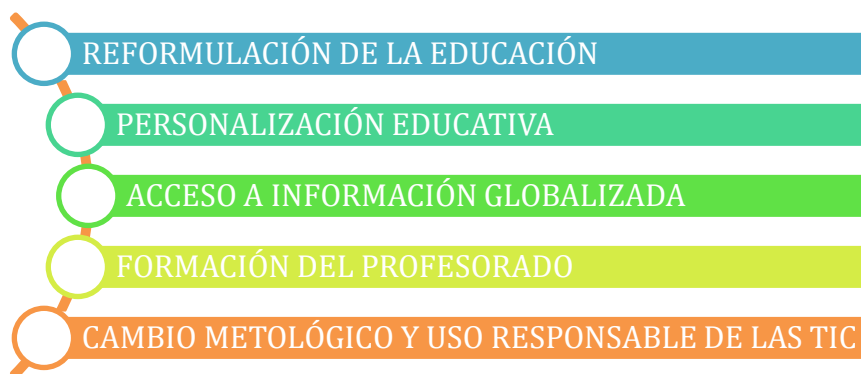 REFORMULACIÓN DE LA EDUCACIÓN
PERSONALIZACIÓN EDUCATIVA
ACCESO A INFORMACIÓN GLOBALIZADA
FORMACIÓN DEL PROFESORADO
CAMBIO METOLÓGICO Y USO RESPONSABLE DE LAS TIC